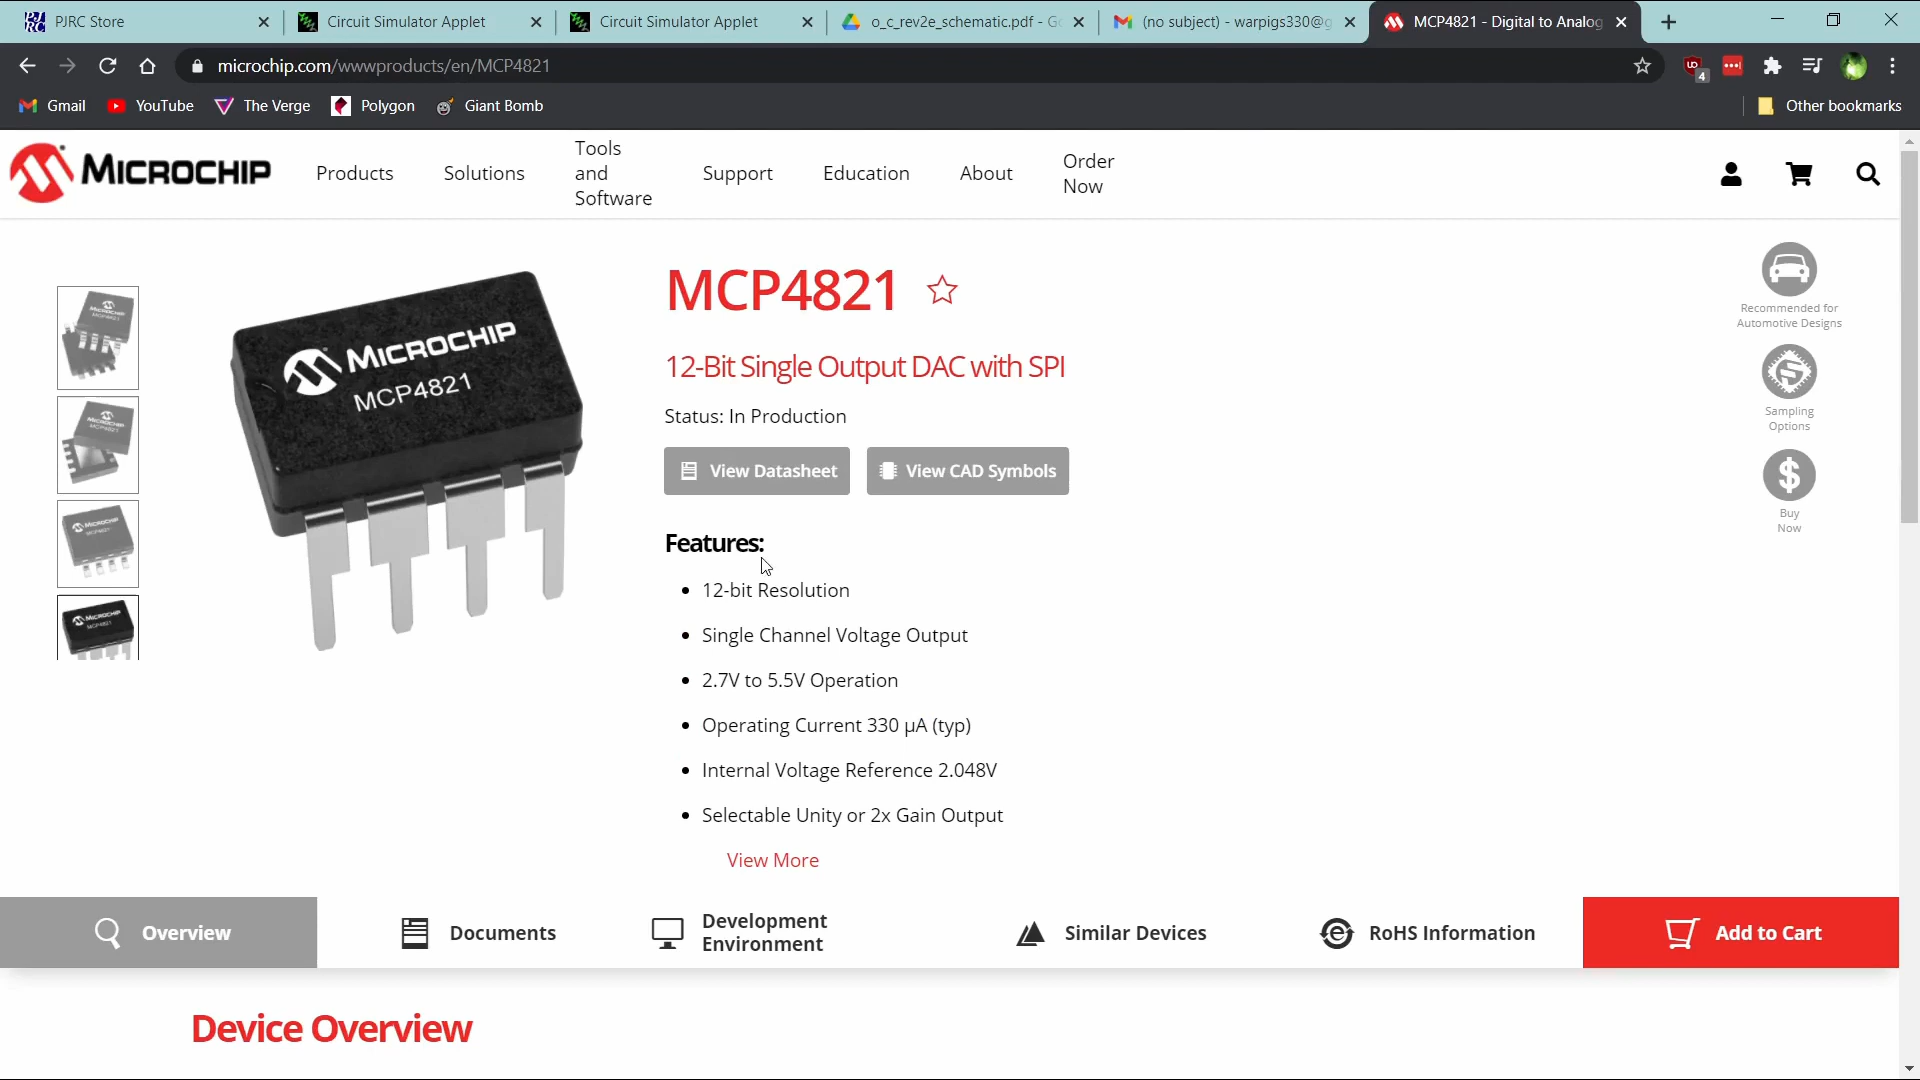 PJRC Store
Circuit Simulator Applet
Circuit Simulator Applet
o_c_rev2e_schematic.pdf - Go
(no subject) - warpigs330@g
MCP4821 - Digital to Analog
microchip.com/wwwproducts/en/MCP4821
4
Gmail
YouTube
The Verge
Polygon
Giant Bomb
Other bookmarks
MICROCHIP
Products
Solutions
Tools
and
Software
Support
Education
About
Order
Now
MCP4821
12-Bit Single Output DAC with SPI
Status: In Production
View Datasheet
View CAD Symbols
Features:
12-bit Resolution
Single Channel Voltage Output
2.7V to 5.5V Operation
Operating Current 330 µA (typ)
Internal Voltage Reference 2.048V
Selectable Unity or 2x Gain Output
View More
MICROCHIP
MCP4821
Recommended for
Automotive Designs
Sampling
Options
Buy
Now
Overview
Documents
Development
Environment
Similar Devices
RoHS Information
Add to Cart
Device Overview